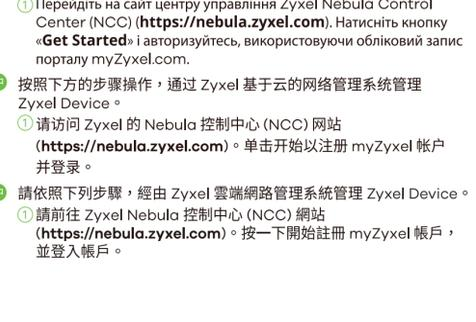 ① Перейдіть на сайт центру управління Zyxel Nebula Control
Center (NCC) (https://nebula.zyxel.com). Натисніть кнопку
«Get Started» і авторизуйтесь, використовуючи обліковий запис
порталу myZyxel.com.
按照下方的步骤操作，通过 Zyxel 基于云的网络管理系统管理
Zyxel Device。
① 请访问 Zyxel 的 Nebula 控制中心 (NCC) 网站
(https://nebula.zyxel.com)。单击开始以注册 myZyxel 帐户
并登录。
請依照下列步驟，經由 Zyxel 雲端網路管理系統管理 Zyxel Device。
① 請前往 Zyxel Nebula 控制中心 (NCC) 網站
(https://nebula.zyxel.com)。按一下開始註冊 myZyxel 帳戶，
並登入帳戶。